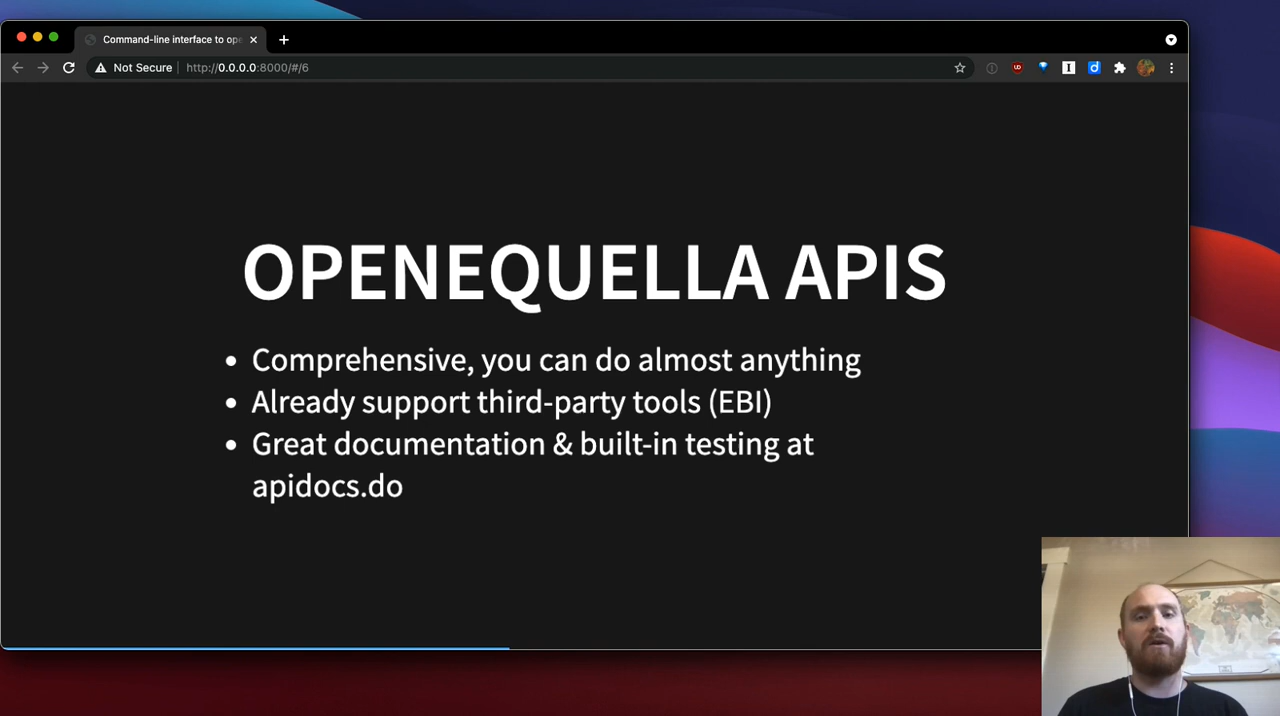 Command-line interface to ope
Not Secure
http://0.0.0.0:8000/#/6
OPENEQUELLA APIS
• Comprehensive, you can do almost anything
• Already support third-party tools (EBI)
• Great documentation & built-in testing at
apidocs.do